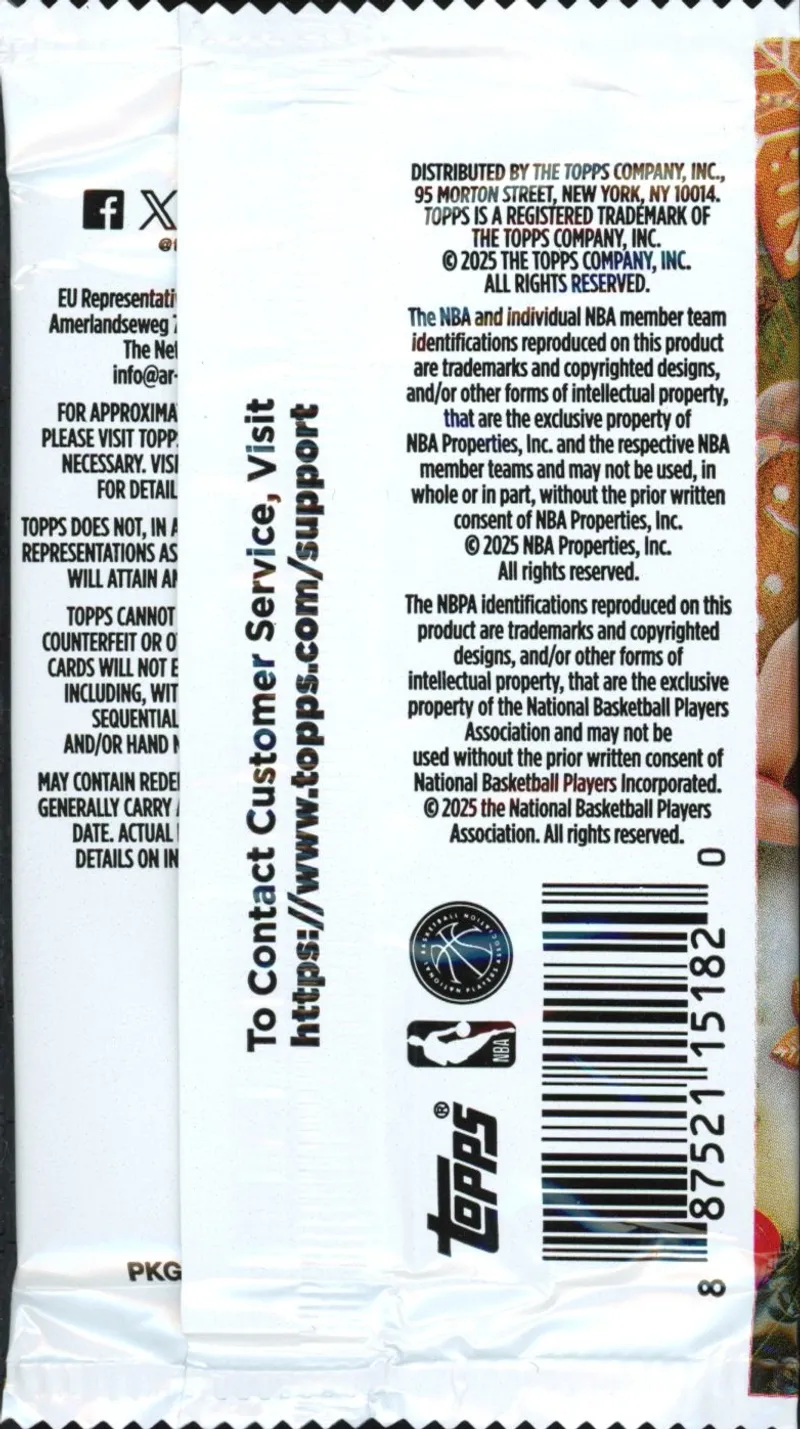 EU Representati
Amerlandseweg 7
The Net
info@ar-
FOR APPROXIMA
PLEASE VISIT TOPP
NECESSARY. VISI
FOR DETAIL
TOPPS DOES NOT, IN A
REPRESENTATIONS AS
WILL ATTAIN AN
TOPPS CANNOT
COUNTERFEIT OR O
CARDS WILL NOT E
INCLUDING, WIT
SEQUENTIAL
AND/OR HAND N
MAY CONTAIN REDE
GENERALLY CARRY
DATE. ACTUAL
DETAILS ON IN
PKG
To Contact Customer Service, Visit
https://www.topps.com/support
DISTRIBUTED BY THE TOPPS COMPANY, INC.,
95 MORTON STREET, NEW YORK, NY 10014.
TOPPS IS A REGISTERED TRADEMARK OF
THE TOPPS COMPANY, INC.
© 2025 THE TOPPS COMPANY, INC.
ALL RIGHTS RESERVED.
The NBA and individual NBA member team
identifications reproduced on this product
are trademarks and copyrighted designs,
and/or other forms of intellectual property,
that are the exclusive property of
NBA Properties, Inc. and the respective NBA
member teams and may not be used, in
whole or in part, without the prior written
consent of NBA Properties, Inc.
© 2025 NBA Properties, Inc.
All rights reserved.
The NBPA identifications reproduced on this
product are trademarks and copyrighted
designs, and/or other forms of
intellectual property, that are the exclusive
property of the National Basketball Players
Association and may not be
used without the prior written consent of
National Basketball Players Incorporated.
© 2025 the National Basketball Players
Association. All rights reserved.
NATIONAL BASKETBALL PLAYERS ASSOCIATION
NBA
topps®
8 87521 15182 0